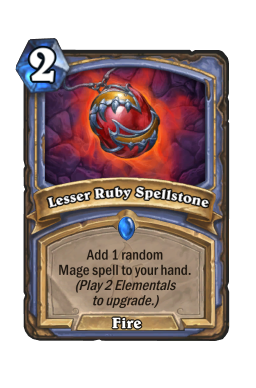 2
Lesser Ruby Spellstone
Add 1 random
Mage spell to your hand.
(Play 2 Elementals
to upgrade.)
Fire